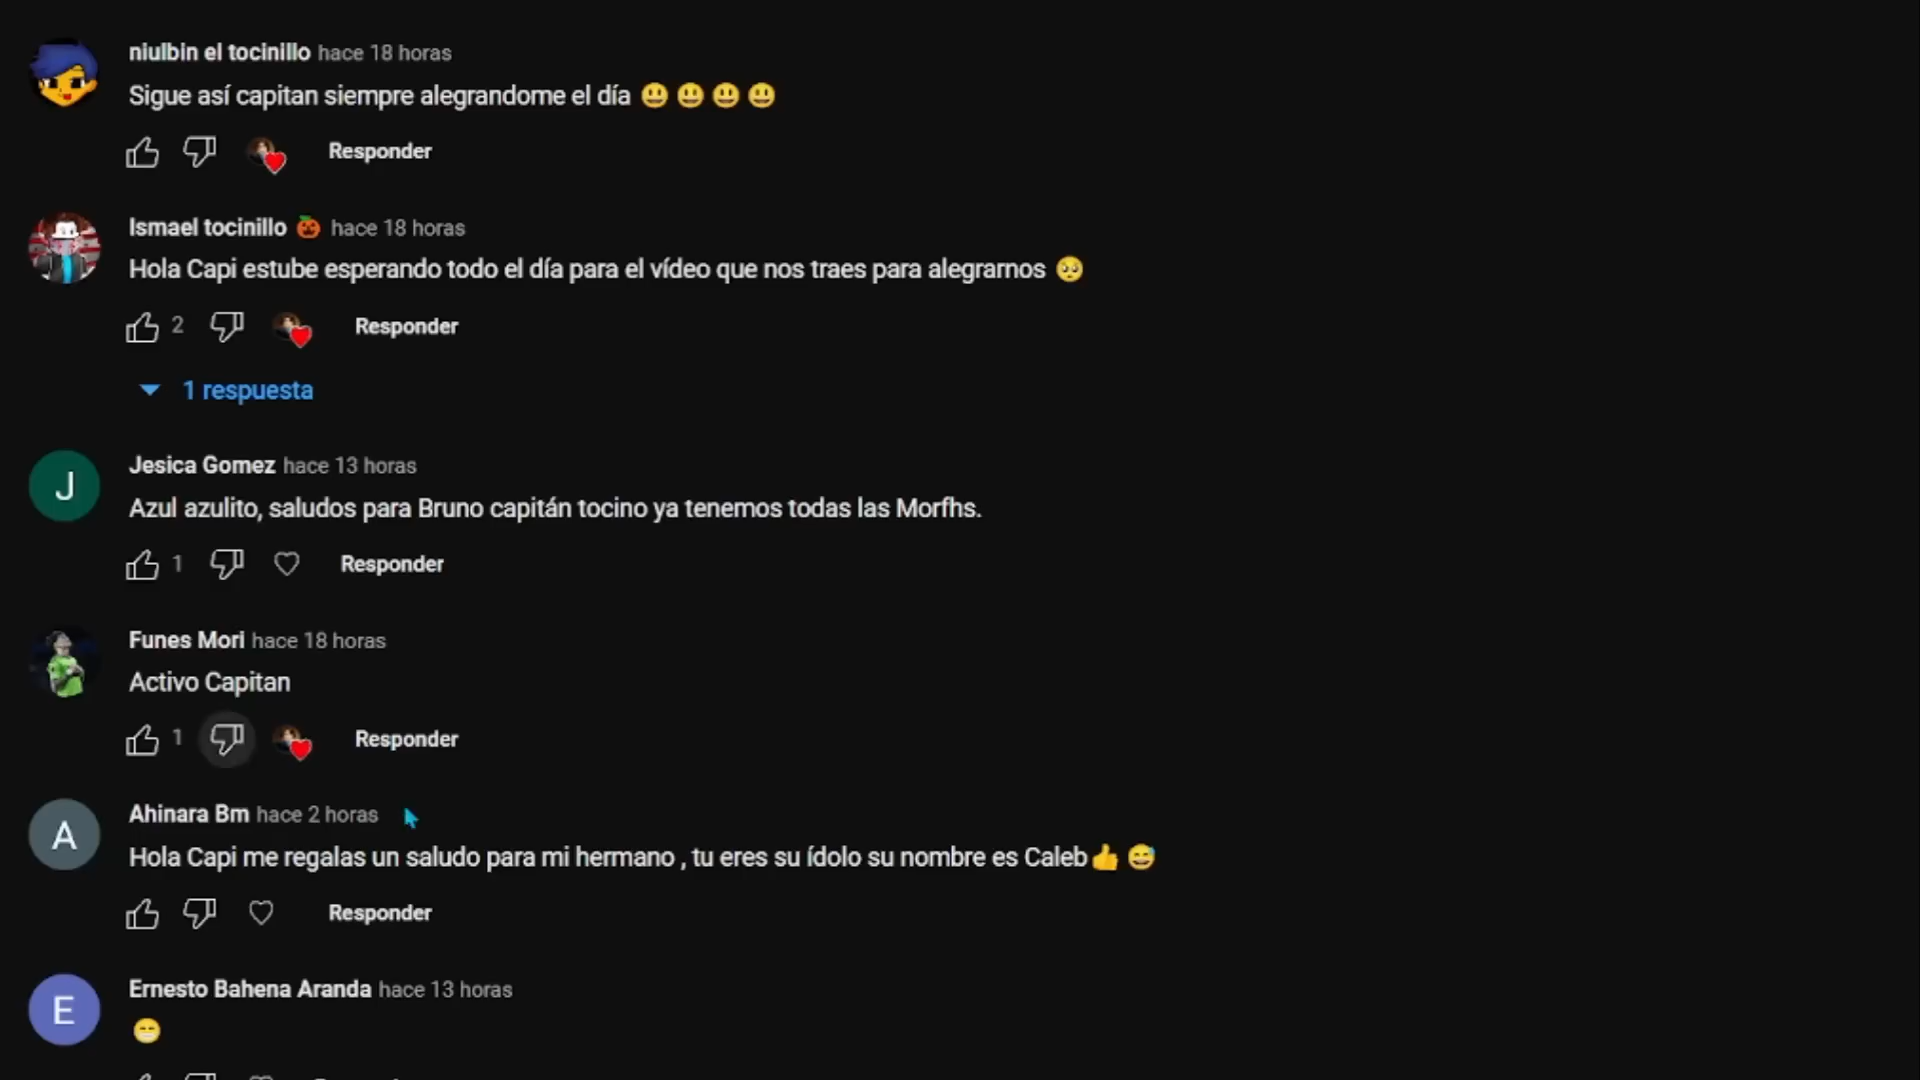 niulbin el tocinillo hace 18 horas
Sigue así capitan siempre alegrandome el día 😃 😃 😃 😃
Responder
Ismael tocinillo 🎃 hace 18 horas
Hola Capi estube esperando todo el día para el vídeo que nos traes para alegrarnos 🥺
2 Responder
1 respuesta
J
Jesica Gomez hace 13 horas
Azul azulito, saludos para Bruno capitán tocino ya tenemos todas las Morfhs.
1 Responder
Funes Mori hace 18 horas
Activo Capitan
1 Responder
A
Ahinara Bm hace 2 horas
Hola Capi me regalas un saludo para mi hermano , tu eres su ídolo su nombre es Caleb👍 😅
Responder
E
Ernesto Bahena Aranda hace 13 horas
😁